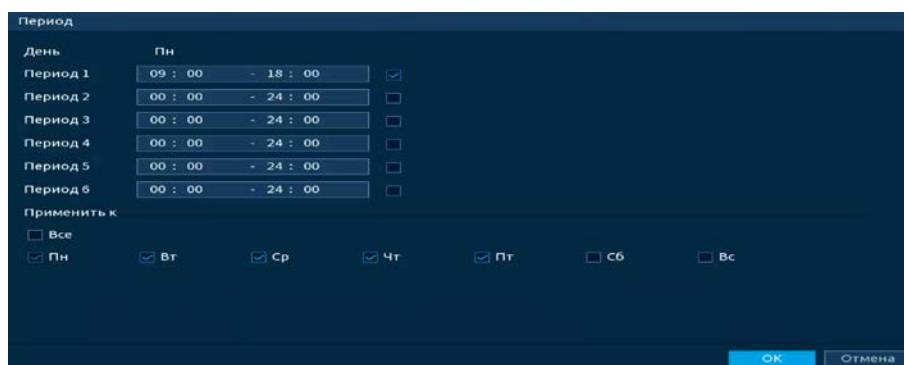 Период
День Пн
Период 1 09 : 00 - 18 : 00
Период 2 00 : 00 - 24 : 00
Период 3 00 : 00 - 24 : 00
Период 4 00 : 00 - 24 : 00
Период 5 00 : 00 - 24 : 00
Период 6 00 : 00 - 24 : 00
Применить к
Все
Пн Вт Ср Чт Пт Сб Вс
ОК Отмена